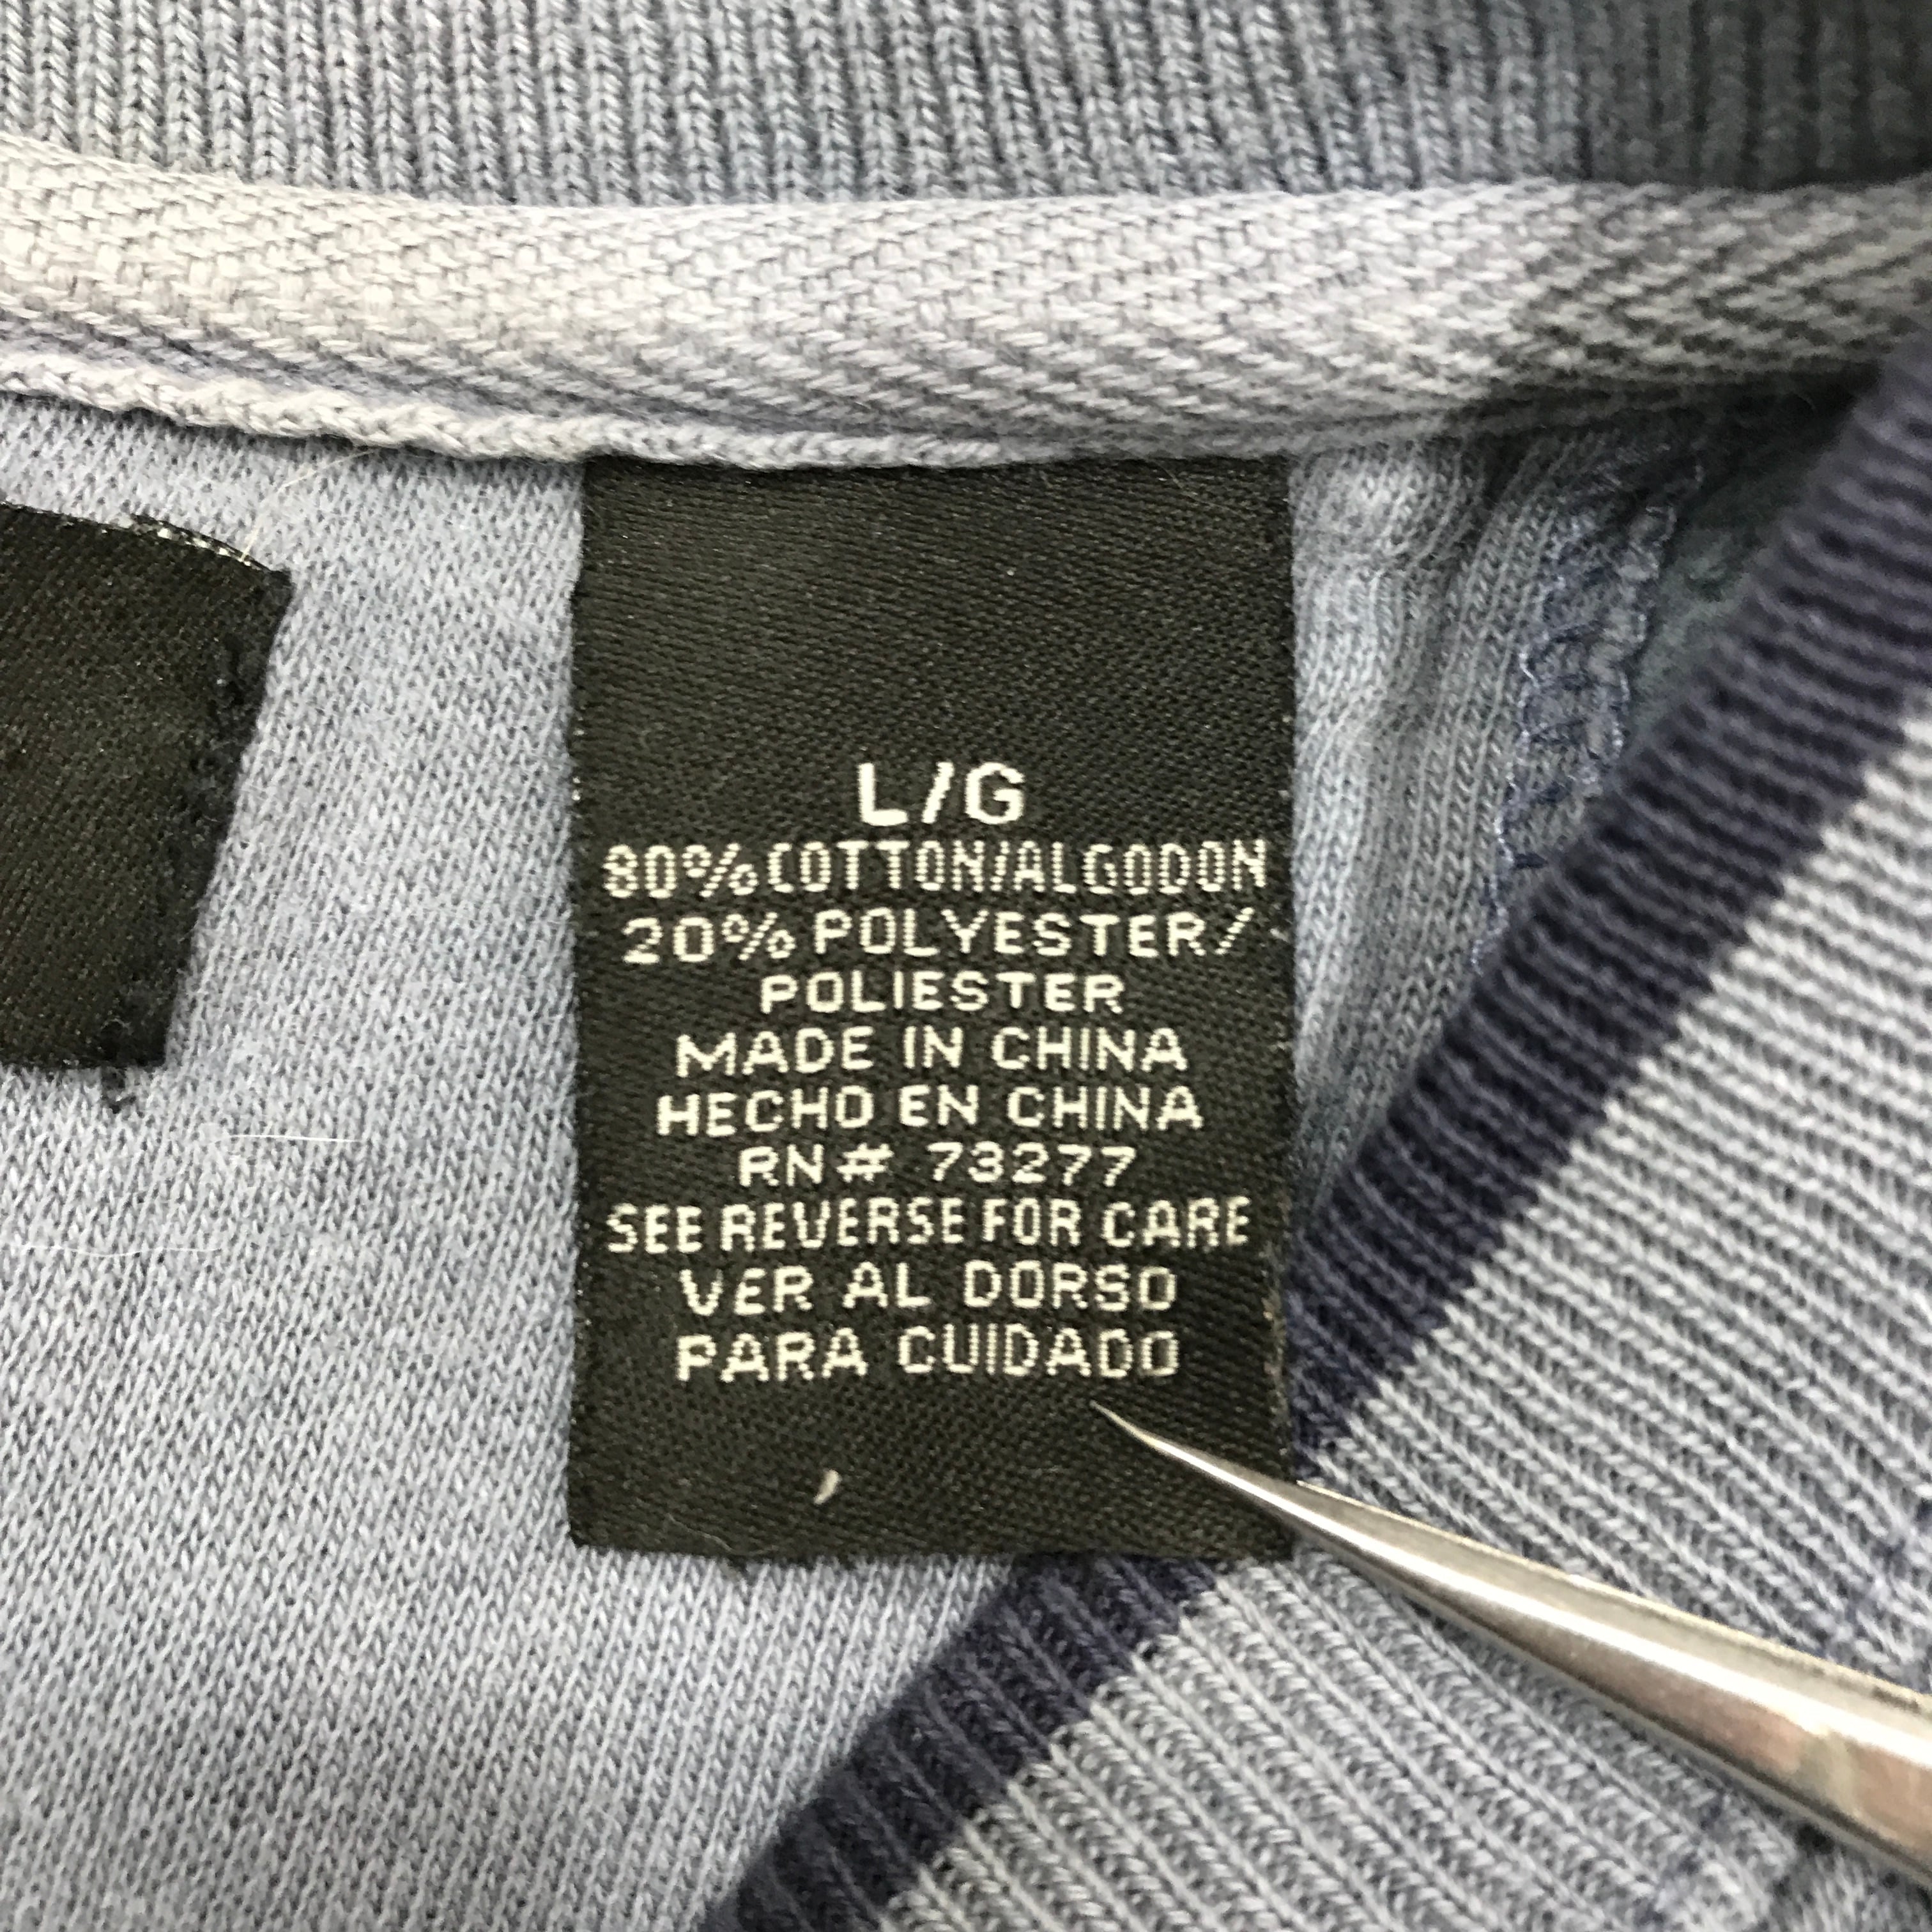 L/G
80% COTTON/ALGODON
20% POLYESTER/
POLIESTER
MADE IN CHINA
HECHO EN CHINA
RN# 73277
SEE REVERSE FOR CARE
VER AL DORSO
PARA CUIDADO